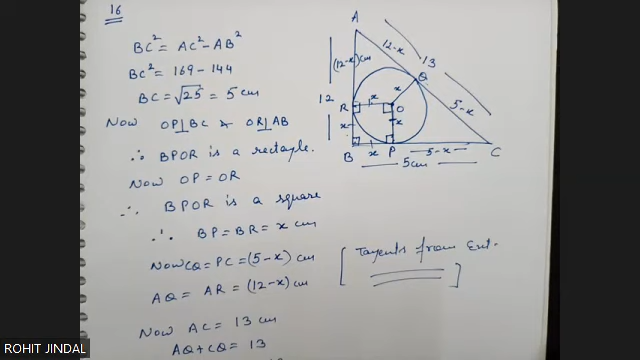 16
BC² = AC² - AB²
BC² = 169 - 144
BC = √25 = 5 cm
Now OP⊥BC & OR⊥AB
∴ BPOR is a rectangle.
Now OP = OR
∴ BPOR is a square
∴ BP = BR = x cm
Now CQ = PC = (5-x) cm
AQ = AR = (12-x) cm
[Tangents from Ext.]
Now AC = 13 cm
AQ + CQ = 13
A
12-x
13
(12-x) cm
Q
x
12
R
x
O
5-x
x
x
B
x
P
5-x
C
5cm
ROHIT JINDAL